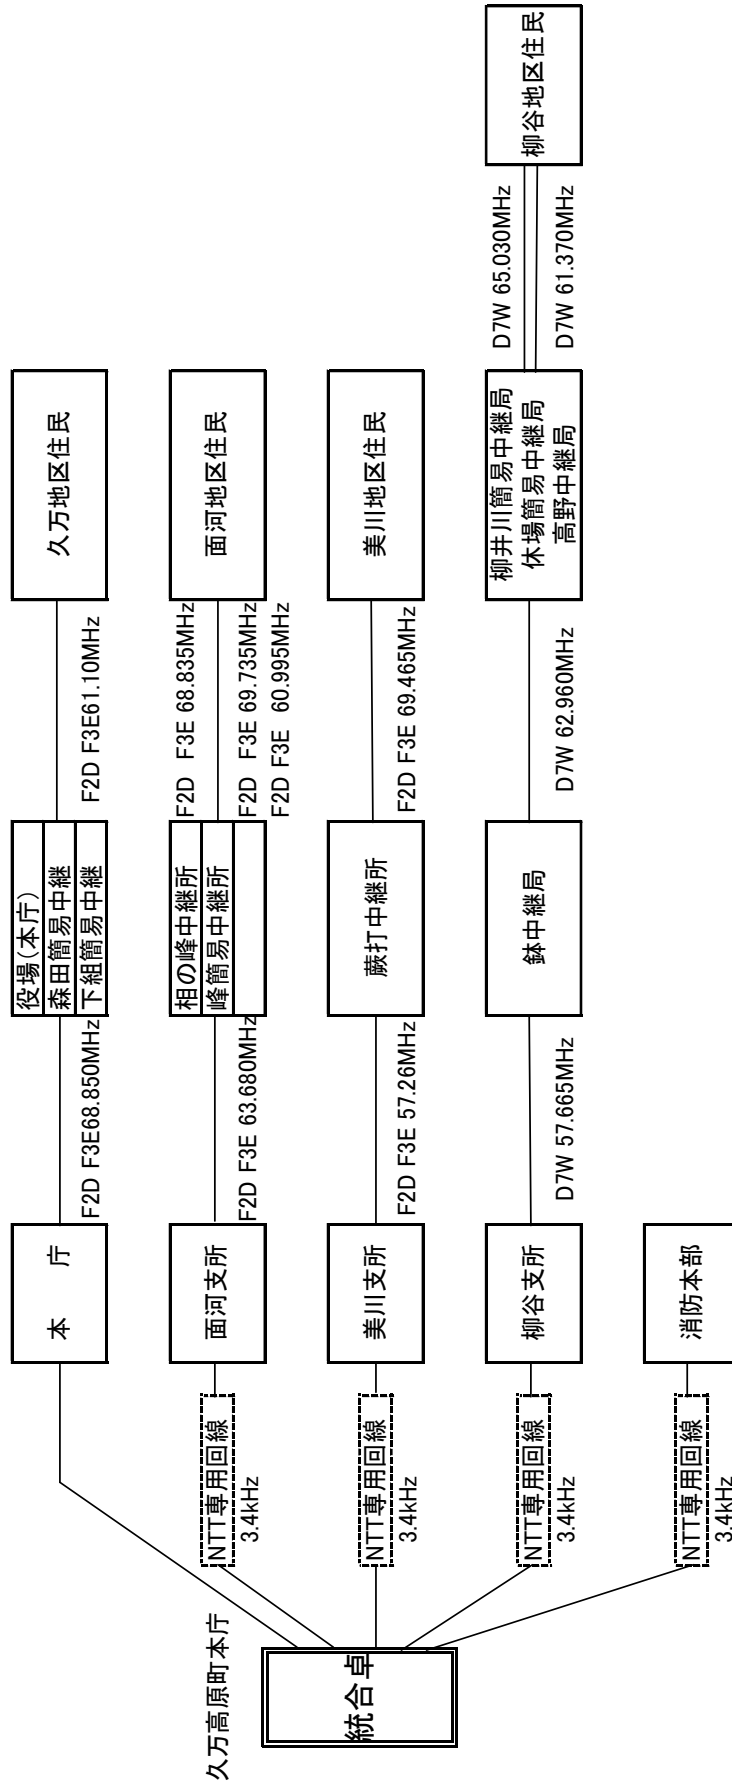 久万高原町本庁
統合卓
本　庁
F2D F3E68.850MHz
役場(本庁)
森田簡易中継
下組簡易中継
F2D F3E61.10MHz
久万地区住民
NTT専用回線
3.4kHz
面河支所
F2D F3E 63.680MHz
相の峰中継所
峰簡易中継所
F2D F3E 68.835MHz
F2D F3E 69.735MHz
F2D F3E 60.995MHz
面河地区住民
NTT専用回線
3.4kHz
美川支所
F2D F3E 57.26MHz
蕨打中継所
F2D F3E 69.465MHz
美川地区住民
NTT専用回線
3.4kHz
柳谷支所
D7W 57.665MHz
鉢中継局
D7W 62.960MHz
柳井川簡易中継局
休場簡易中継局
高野中継局
D7W 65.030MHz
D7W 61.370MHz
柳谷地区住民
NTT専用回線
3.4kHz
消防本部